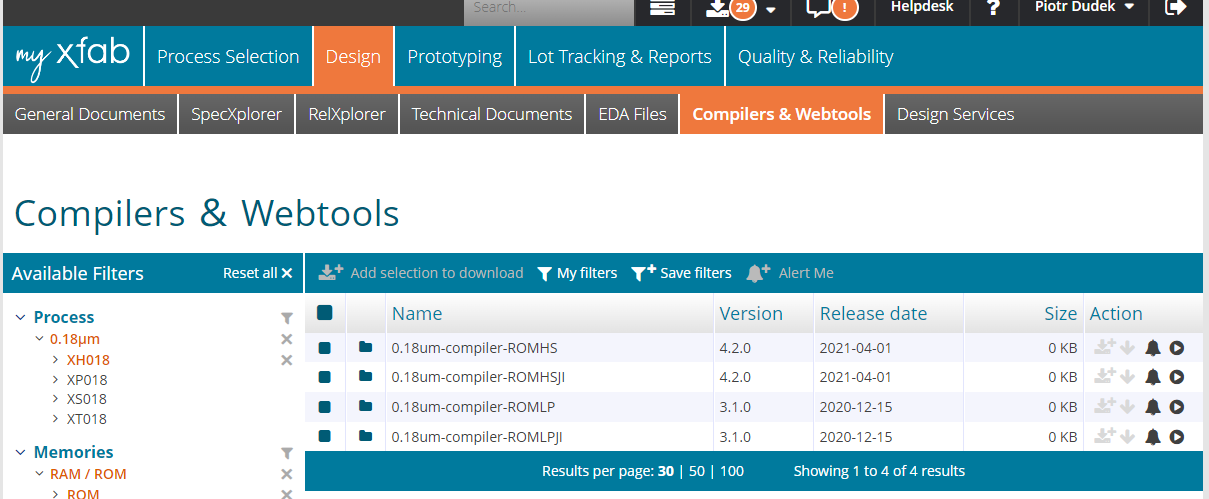 Search...
29
!
Helpdesk
?
Piotr Dudek
my xfab
Process Selection
Design
Prototyping
Lot Tracking & Reports
Quality & Reliability
General Documents
SpecXplorer
RelXplorer
Technical Documents
EDA Files
Compilers & Webtools
Design Services
Compilers & Webtools
Available Filters
Reset all ×
Add selection to download
My filters
Save filters
Alert Me
Process
0.18µm
XH018
XP018
XS018
XT018
Memories
RAM / ROM
ROM
Name Version Release date Size Action
0.18um-compiler-ROMHS 4.2.0 2021-04-01 0 KB
0.18um-compiler-ROMHSJI 4.2.0 2021-04-01 0 KB
0.18um-compiler-ROMLP 3.1.0 2020-12-15 0 KB
0.18um-compiler-ROMLPJI 3.1.0 2020-12-15 0 KB
Results per page: 30 | 50 | 100 Showing 1 to 4 of 4 results